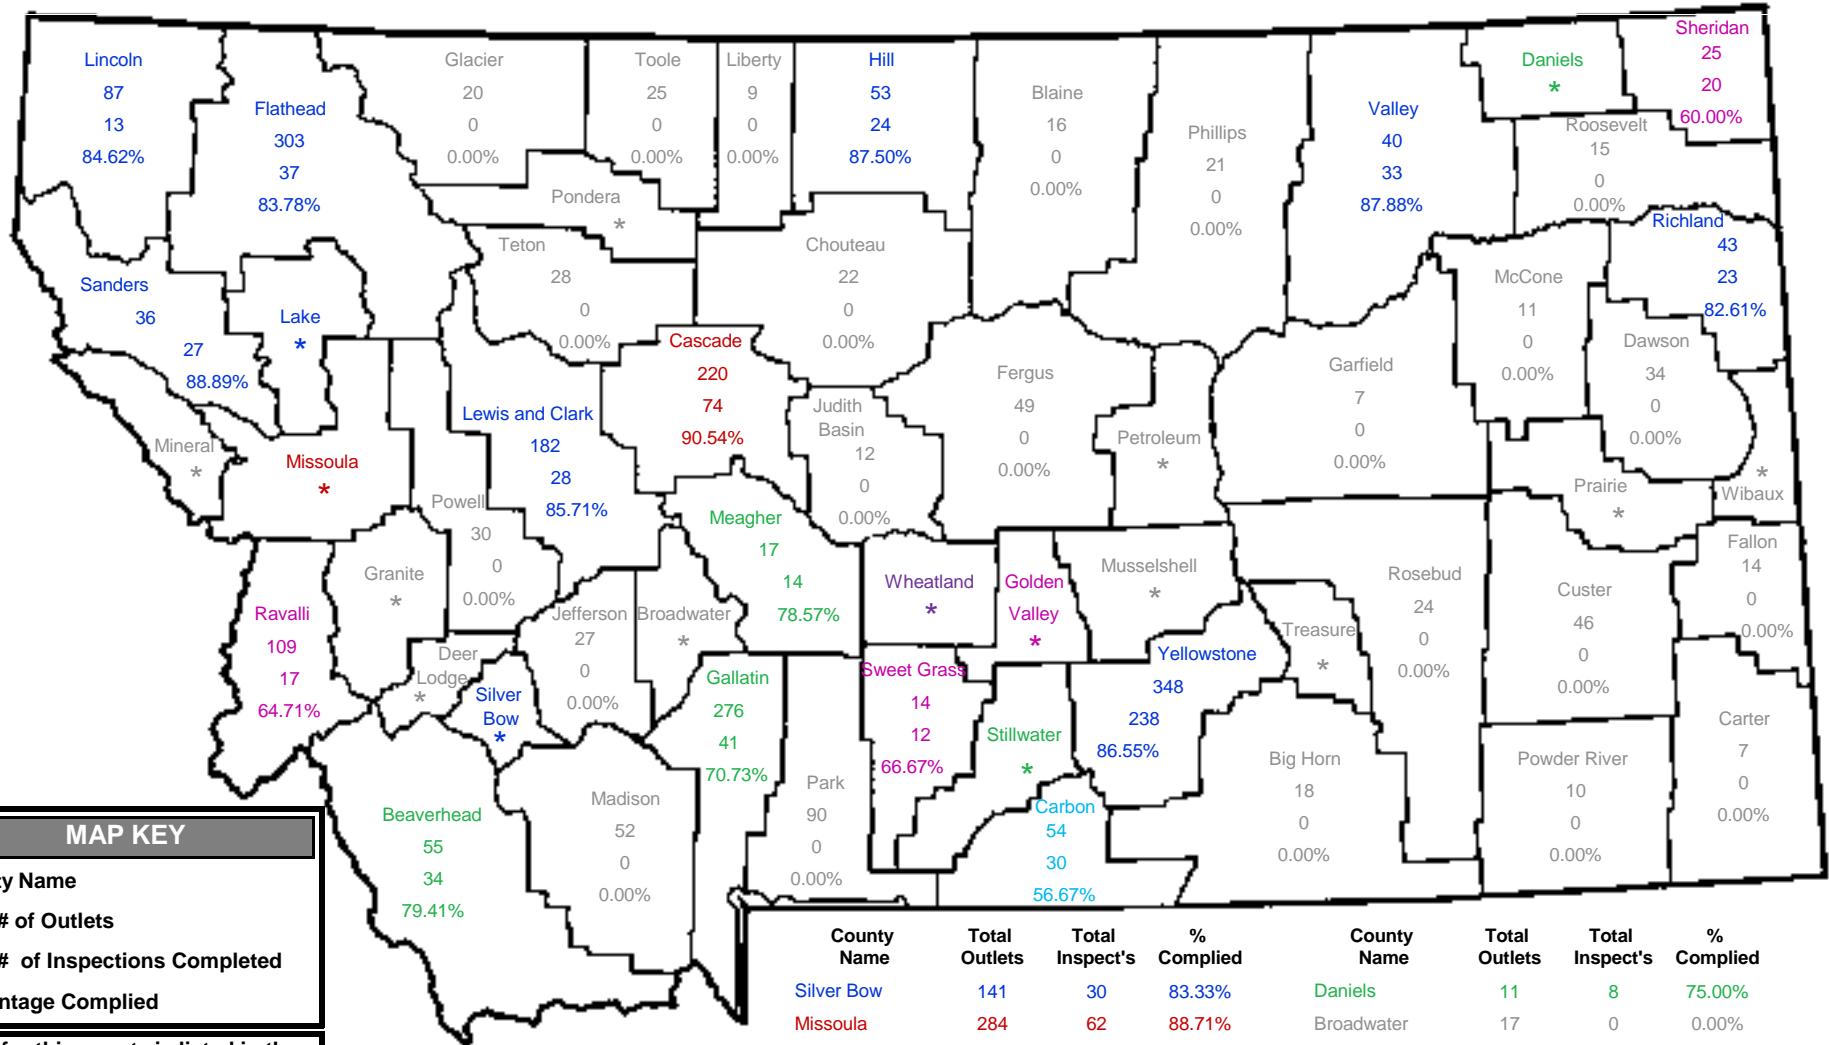 Lincoln
87
13
84.62%
Flathead
303
37
83.78%
Glacier
20
0
0.00%
Toole
25
0
0.00%
Liberty
9
0
0.00%
Hill
53
24
87.50%
Blaine
16
0
0.00%
Phillips
21
0
0.00%
Valley
40
33
87.88%
Daniels
*
Sheridan
25
20
60.00%
Roosevelt
15
0
0.00%
Pondera
*
Teton
28
0
0.00%
Chouteau
22
0
0.00%
Richland
43
23
82.61%
McCone
11
0
0.00%
Dawson
34
0
0.00%
Sanders
36
27
88.89%
Lake
*
Cascade
220
74
90.54%
Fergus
49
0
0.00%
Garfield
7
0
0.00%
Judith
Basin
12
0
0.00%
Petroleum
*
Lewis and Clark
182
28
85.71%
Mineral
*
Missoula
*
Powell
30
0
0.00%
Meagher
17
14
78.57%
Prairie
*
*
Wibaux
Granite
*
Wheatland
*
Golden
Valley
*
Musselshell
*
Rosebud
24
0
0.00%
Custer
46
0
0.00%
Fallon
14
0
0.00%
Ravalli
109
17
64.71%
Jefferson
27
0
0.00%
Broadwater
*
Treasure
*
Deer
Lodge
*
Silver
Bow
*
Gallatin
276
41
70.73%
Sweet Grass
14
12
66.67%
Stillwater
*
Yellowstone
348
238
86.55%
Big Horn
18
0
0.00%
Powder River
10
0
0.00%
Carter
7
0
0.00%
Beaverhead
55
34
79.41%
Madison
52
0
0.00%
Park
90
0
0.00%
Carbon
54
30
56.67%
MAP KEY
Name
# of Outlets
# of Inspections Completed
Complied
County Total Total % County Total Total %
Name Outlets Inspect's Complied Name Outlets Inspect's Complied
Silver Bow 141 30 83.33% Daniels 11 8 75.00%
Missoula 284 62 88.71% Broadwater 17 0 0.00%